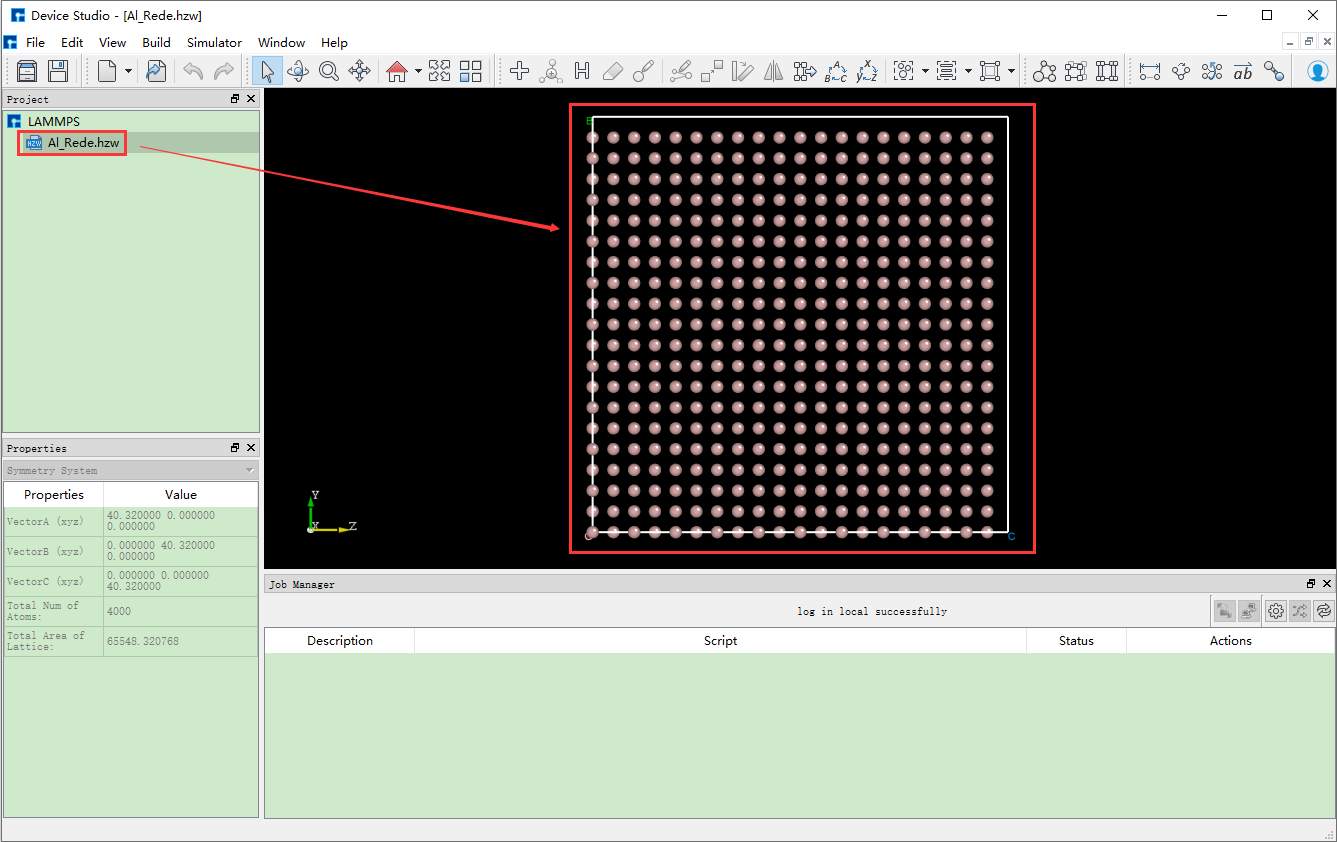 Device Studio - [Al_Rede.hzw]
File Edit View Build Simulator Window Help
Project
LAMMPS
HZW Al_Rede.hzw
Properties
Symmetry System
Properties Value
VectorA (xyz) 40.320000 0.000000
0.000000
VectorB (xyz) 0.000000 40.320000
0.000000
VectorC (xyz) 0.000000 0.000000
40.320000
Total Num of
Atoms: 4000
Total Area of
Lattice: 65548.320768
B
C
Y
X
Z
Job Manager
log in local successfully
Description Script Status Actions